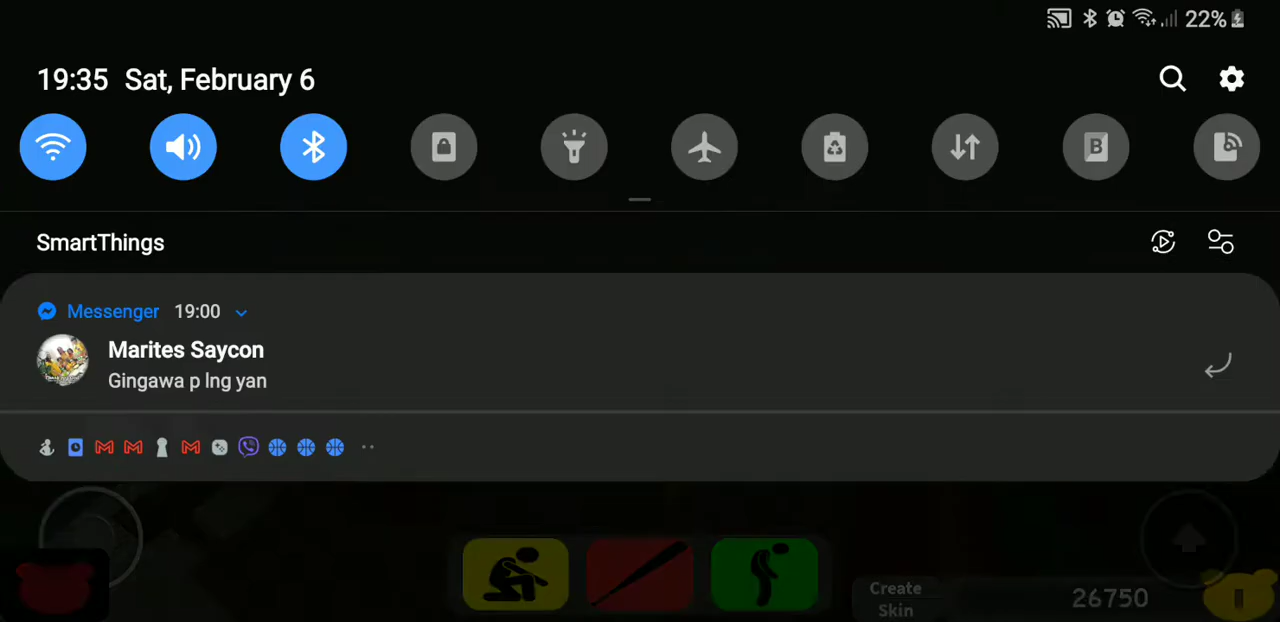 22%
19:35 Sat, February 6
B
SmartThings
Messenger 19:00
Marites Saycon
Gingawa p lng yan
Create
Skin
26750